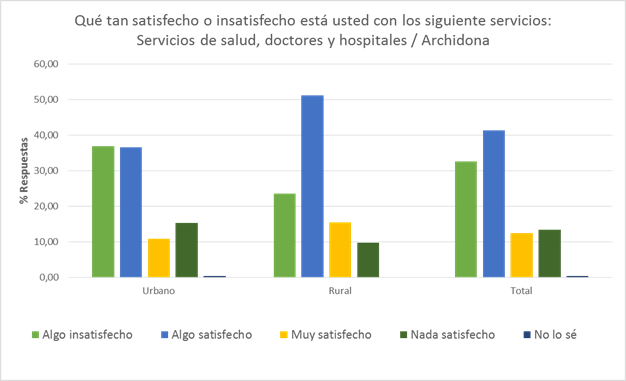 Qué tan satisfecho o insatisfecho está usted con los siguiente servicios:
Servicios de salud, doctores y hospitales / Archidona
60,00
50,00
40,00
30,00
20,00
10,00
0,00
% Respuestas
Urbano Rural Total
Algo insatisfecho Algo satisfecho Muy satisfecho Nada satisfecho No lo sé